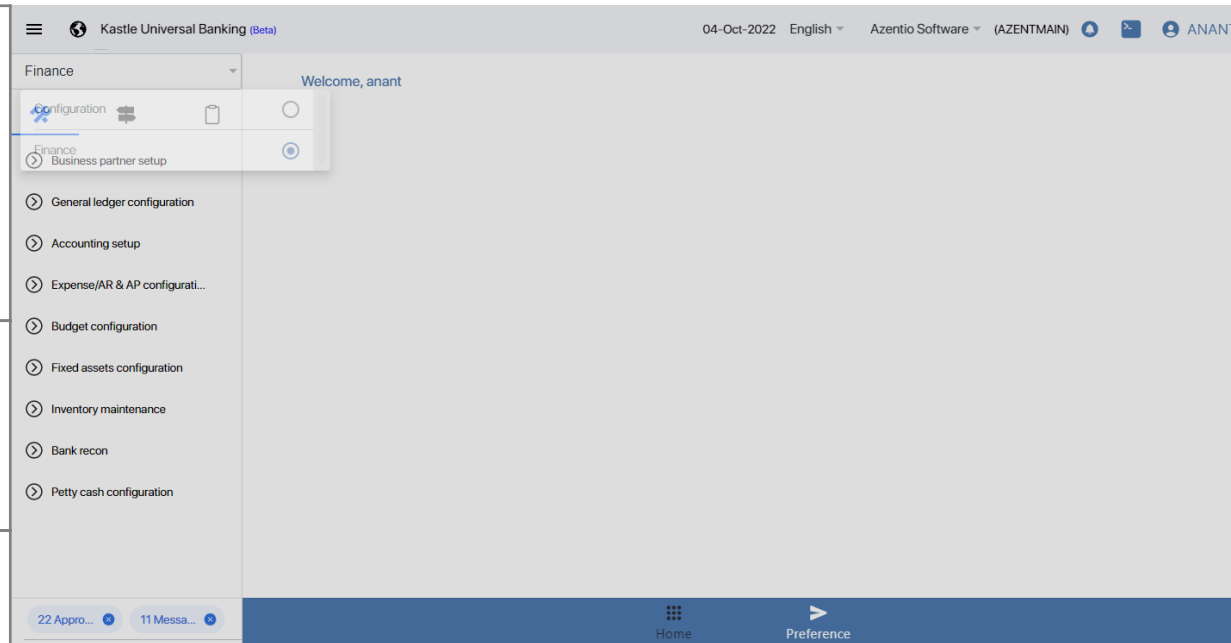 Kastle Universal Banking (Beta)
04-Oct-2022 English Azentio Software (AZENTMAIN) ANANT
Finance
Welcome, anant
Configuration
Finance
Business partner setup
General ledger configuration
Accounting setup
Expense/AR & AP configurati...
Budget configuration
Fixed assets configuration
Inventory maintenance
Bank recon
Petty cash configuration
22 Appro... 11 Messa...
Home Preference